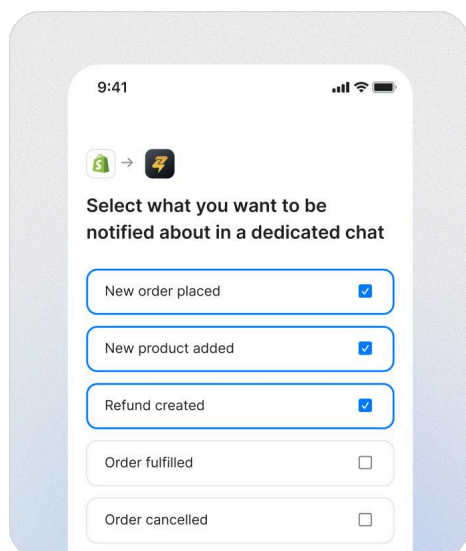 9:41
Select what you want to be
notified about in a dedicated chat
New order placed
New product added
Refund created
Order fulfilled
Order cancelled